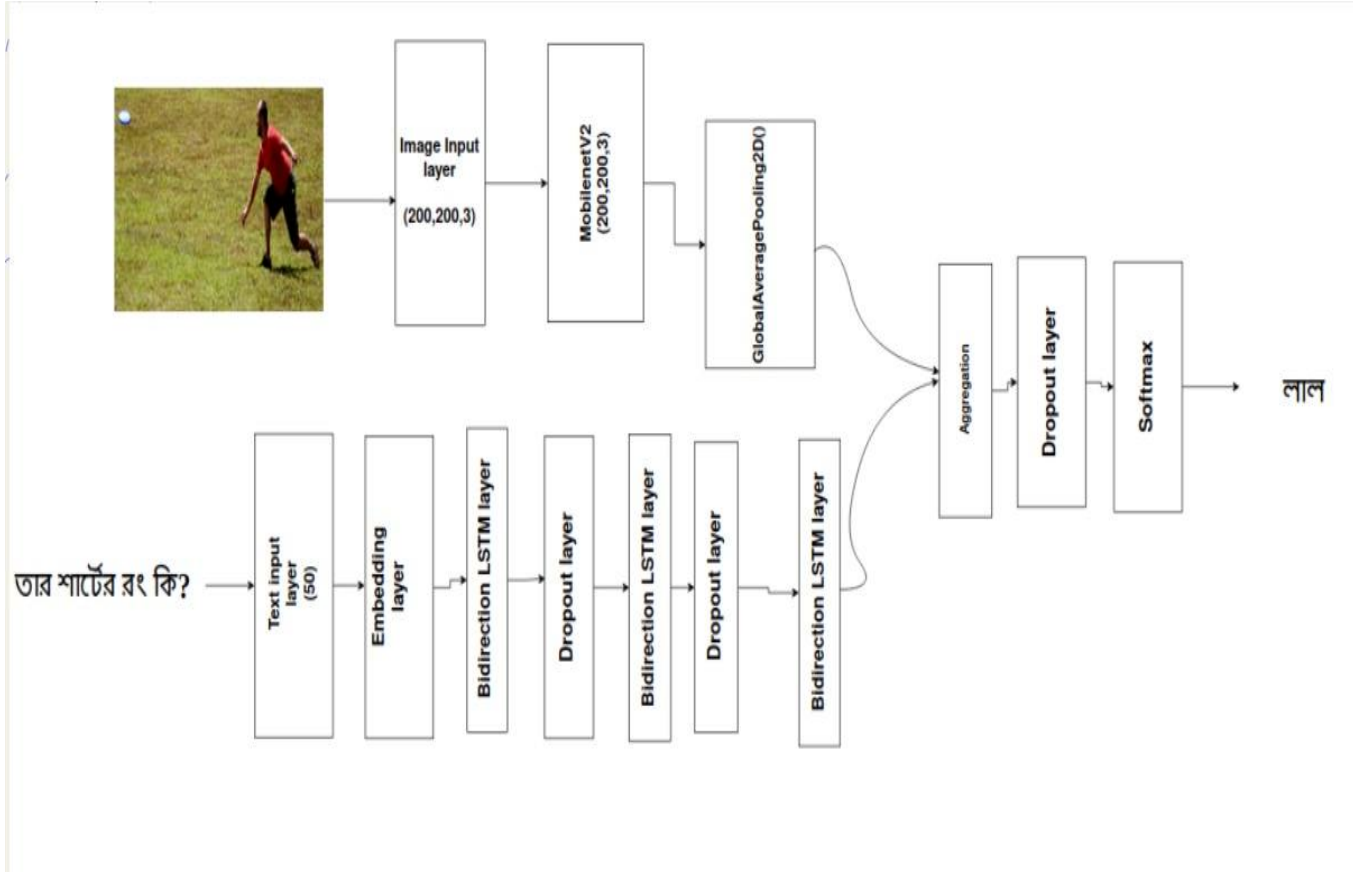 Image Input
layer
(200,200,3)
MobilenetV2
(200,200,3)
GlobalAveragePooling2D()
তার শার্টের রং কি?
Text input
layer
(50)
Embedding
layer
Bidirection LSTM layer
Dropout layer
Bidirection LSTM layer
Dropout layer
Bidirection LSTM layer
Aggregation
Dropout layer
Softmax
লাল